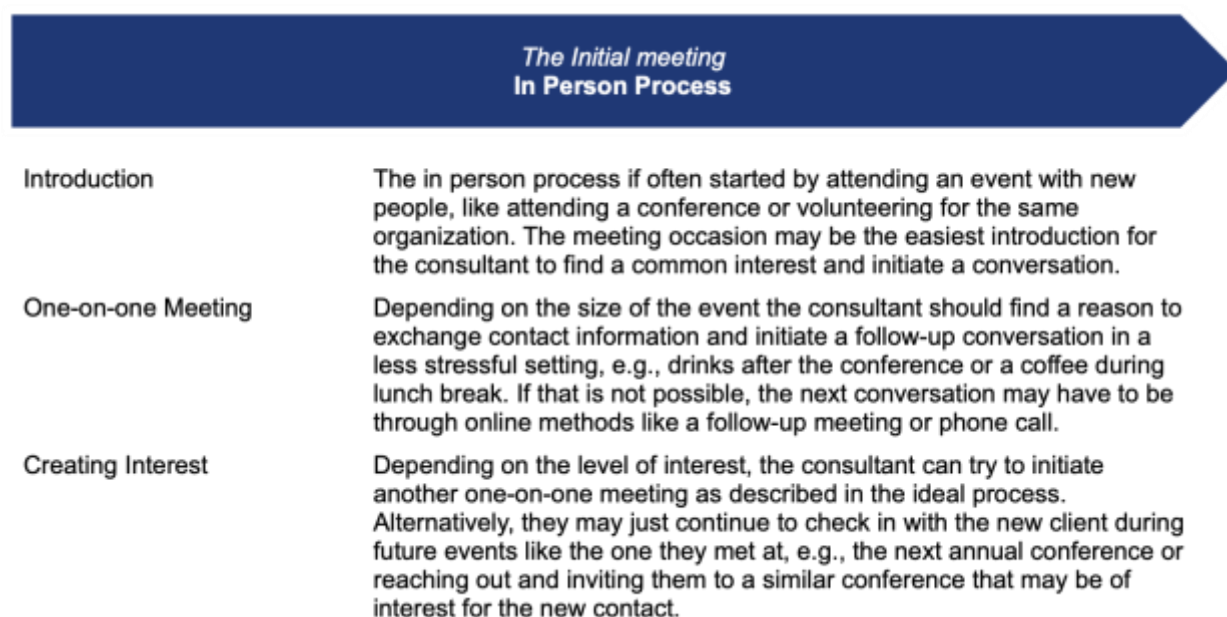 The Initial meeting
In Person Process
Introduction
The in person process if often started by attending an event with new
people, like attending a conference or volunteering for the same
organization. The meeting occasion may be the easiest introduction for
the consultant to find a common interest and initiate a conversation.
One-on-one Meeting
Depending on the size of the event the consultant should find a reason to
exchange contact information and initiate a follow-up conversation in a
less stressful setting, e.g., drinks after the conference or a coffee during
lunch break. If that is not possible, the next conversation may have to be
through online methods like a follow-up meeting or phone call.
Creating Interest
Depending on the level of interest, the consultant can try to initiate
another one-on-one meeting as described in the ideal process.
Alternatively, they may just continue to check in with the new client during
future events like the one they met at, e.g., the next annual conference or
reaching out and inviting them to a similar conference that may be of
interest for the new contact.